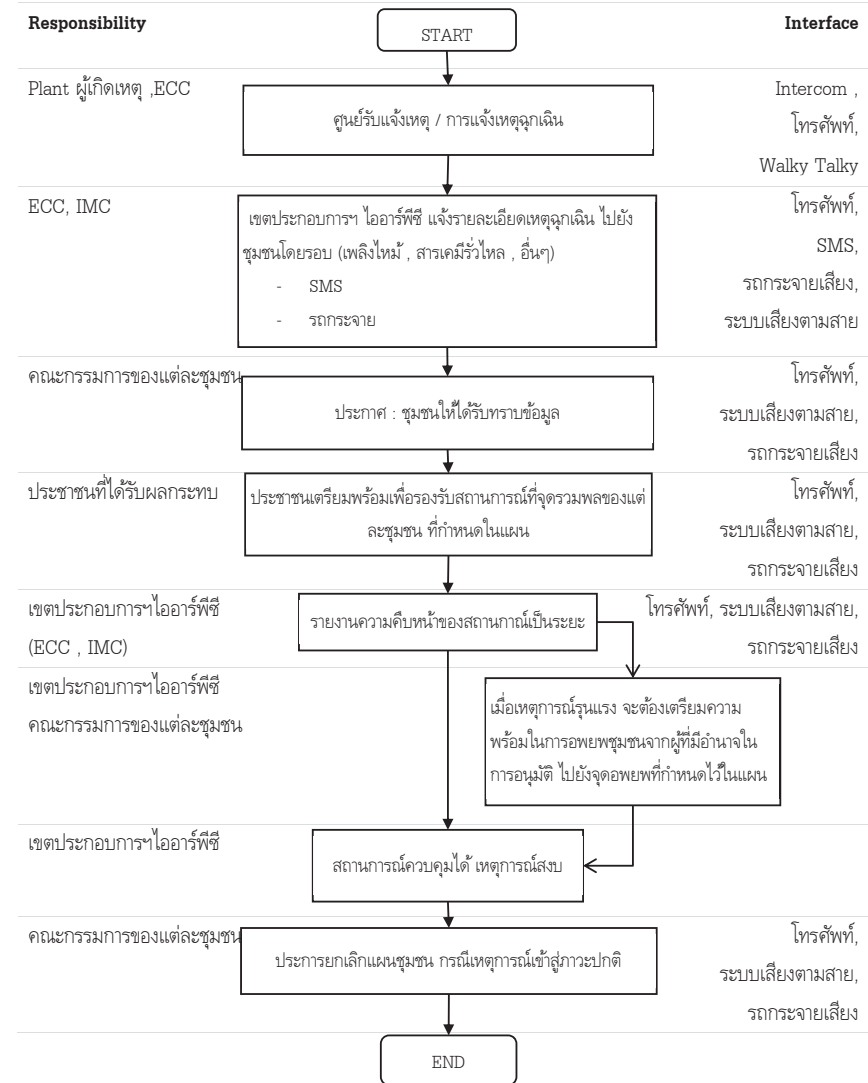 Responsibility
START
Interface
Plant ผู้เกิดเหตุ ,ECC
ศูนย์รับแจ้งเหตุ / การแจ้งเหตุฉุกเฉิน
Intercom ,
โทรศัพท์,
Walky Talky
ECC, IMC
เขตประกอบการฯ ไออาร์พีซี แจ้งรายละเอียดเหตุฉุกเฉิน ไปยัง
ชุมชนโดยรอบ (เพลิงไหม้ , สารเคมีรั่วไหล , อื่นๆ)
- SMS
- รถกระจาย
โทรศัพท์,
SMS,
รถกระจายเสียง,
ระบบเสียงตามสาย
คณะกรรมการของแต่ละชุมชน
ประกาศ : ชุมชนให้ได้รับทราบข้อมูล
โทรศัพท์,
ระบบเสียงตามสาย,
รถกระจายเสียง
ประชาชนที่ได้รับผลกระทบ
ประชาชนเตรียมพร้อมเพื่อรองรับสถานการณ์ที่จุดรวมพลของแต่
ละชุมชน ที่กำหนดในแผน
โทรศัพท์,
ระบบเสียงตามสาย,
รถกระจายเสียง
เขตประกอบการฯไออาร์พีซี
(ECC , IMC)
รายงานความคืบหน้าของสถานกาณ์เป็นระยะ
โทรศัพท์, ระบบเสียงตามสาย,
รถกระจายเสียง
เขตประกอบการฯไออาร์พีซี
คณะกรรมการของแต่ละชุมชน
เมื่อเหตุการณ์รุนแรง จะต้องเตรียมความ
พร้อมในการอพยพชุมชนจากผู้ที่มีอำนาจใน
การอนุมัติ ไปยังจุดอพยพที่กำหนดไว้ในแผน
เขตประกอบการฯไออาร์พีซี
สถานการณ์ควบคุมได้ เหตุการณ์สงบ
คณะกรรมการของแต่ละชุมชน
ประการยกเลิกแผนชุมชน กรณีเหตุการณ์เข้าสู่ภาวะปกติ
โทรศัพท์,
ระบบเสียงตามสาย,
รถกระจายเสียง
END